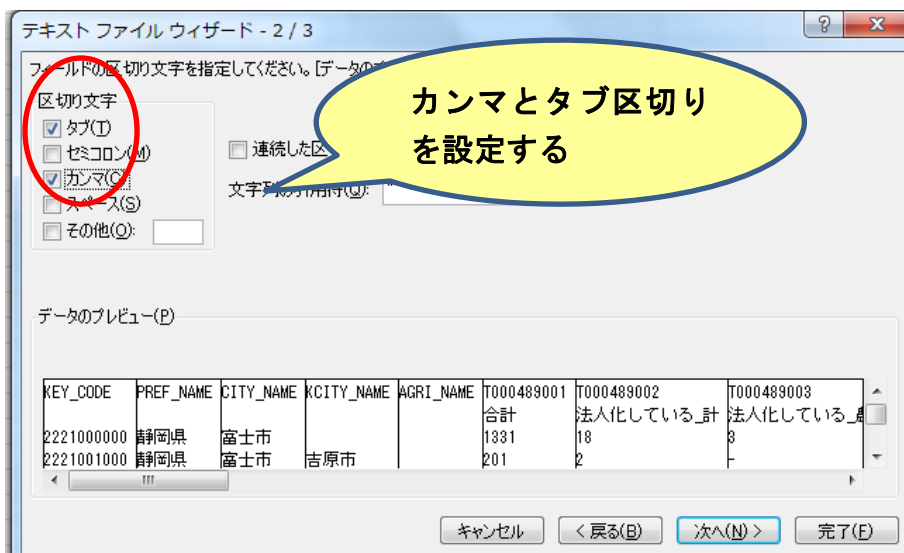 テキスト ファイル ウィザード - 2 / 3
フィールドの区切り文字を指定してください。[データの
区切り文字
タブ(T)
セミコロン(M)
カンマ(C)
スペース(S)
その他(O):
連続した区
文字列の引用符(Q): "
カンマとタブ区切り
を設定する
データのプレビュー(P)
KEY_CODE PREF_NAME CITY_NAME KCITY_NAME AGRI_NAME T000489001 T000489002 T000489003
合計 法人化している_計 法人化している_
2221000000 静岡県 富士市 1331 18 3
2221001000 静岡県 富士市 吉原市 201 2 -
キャンセル < 戻る(B) 次へ(N) > 完了(F)